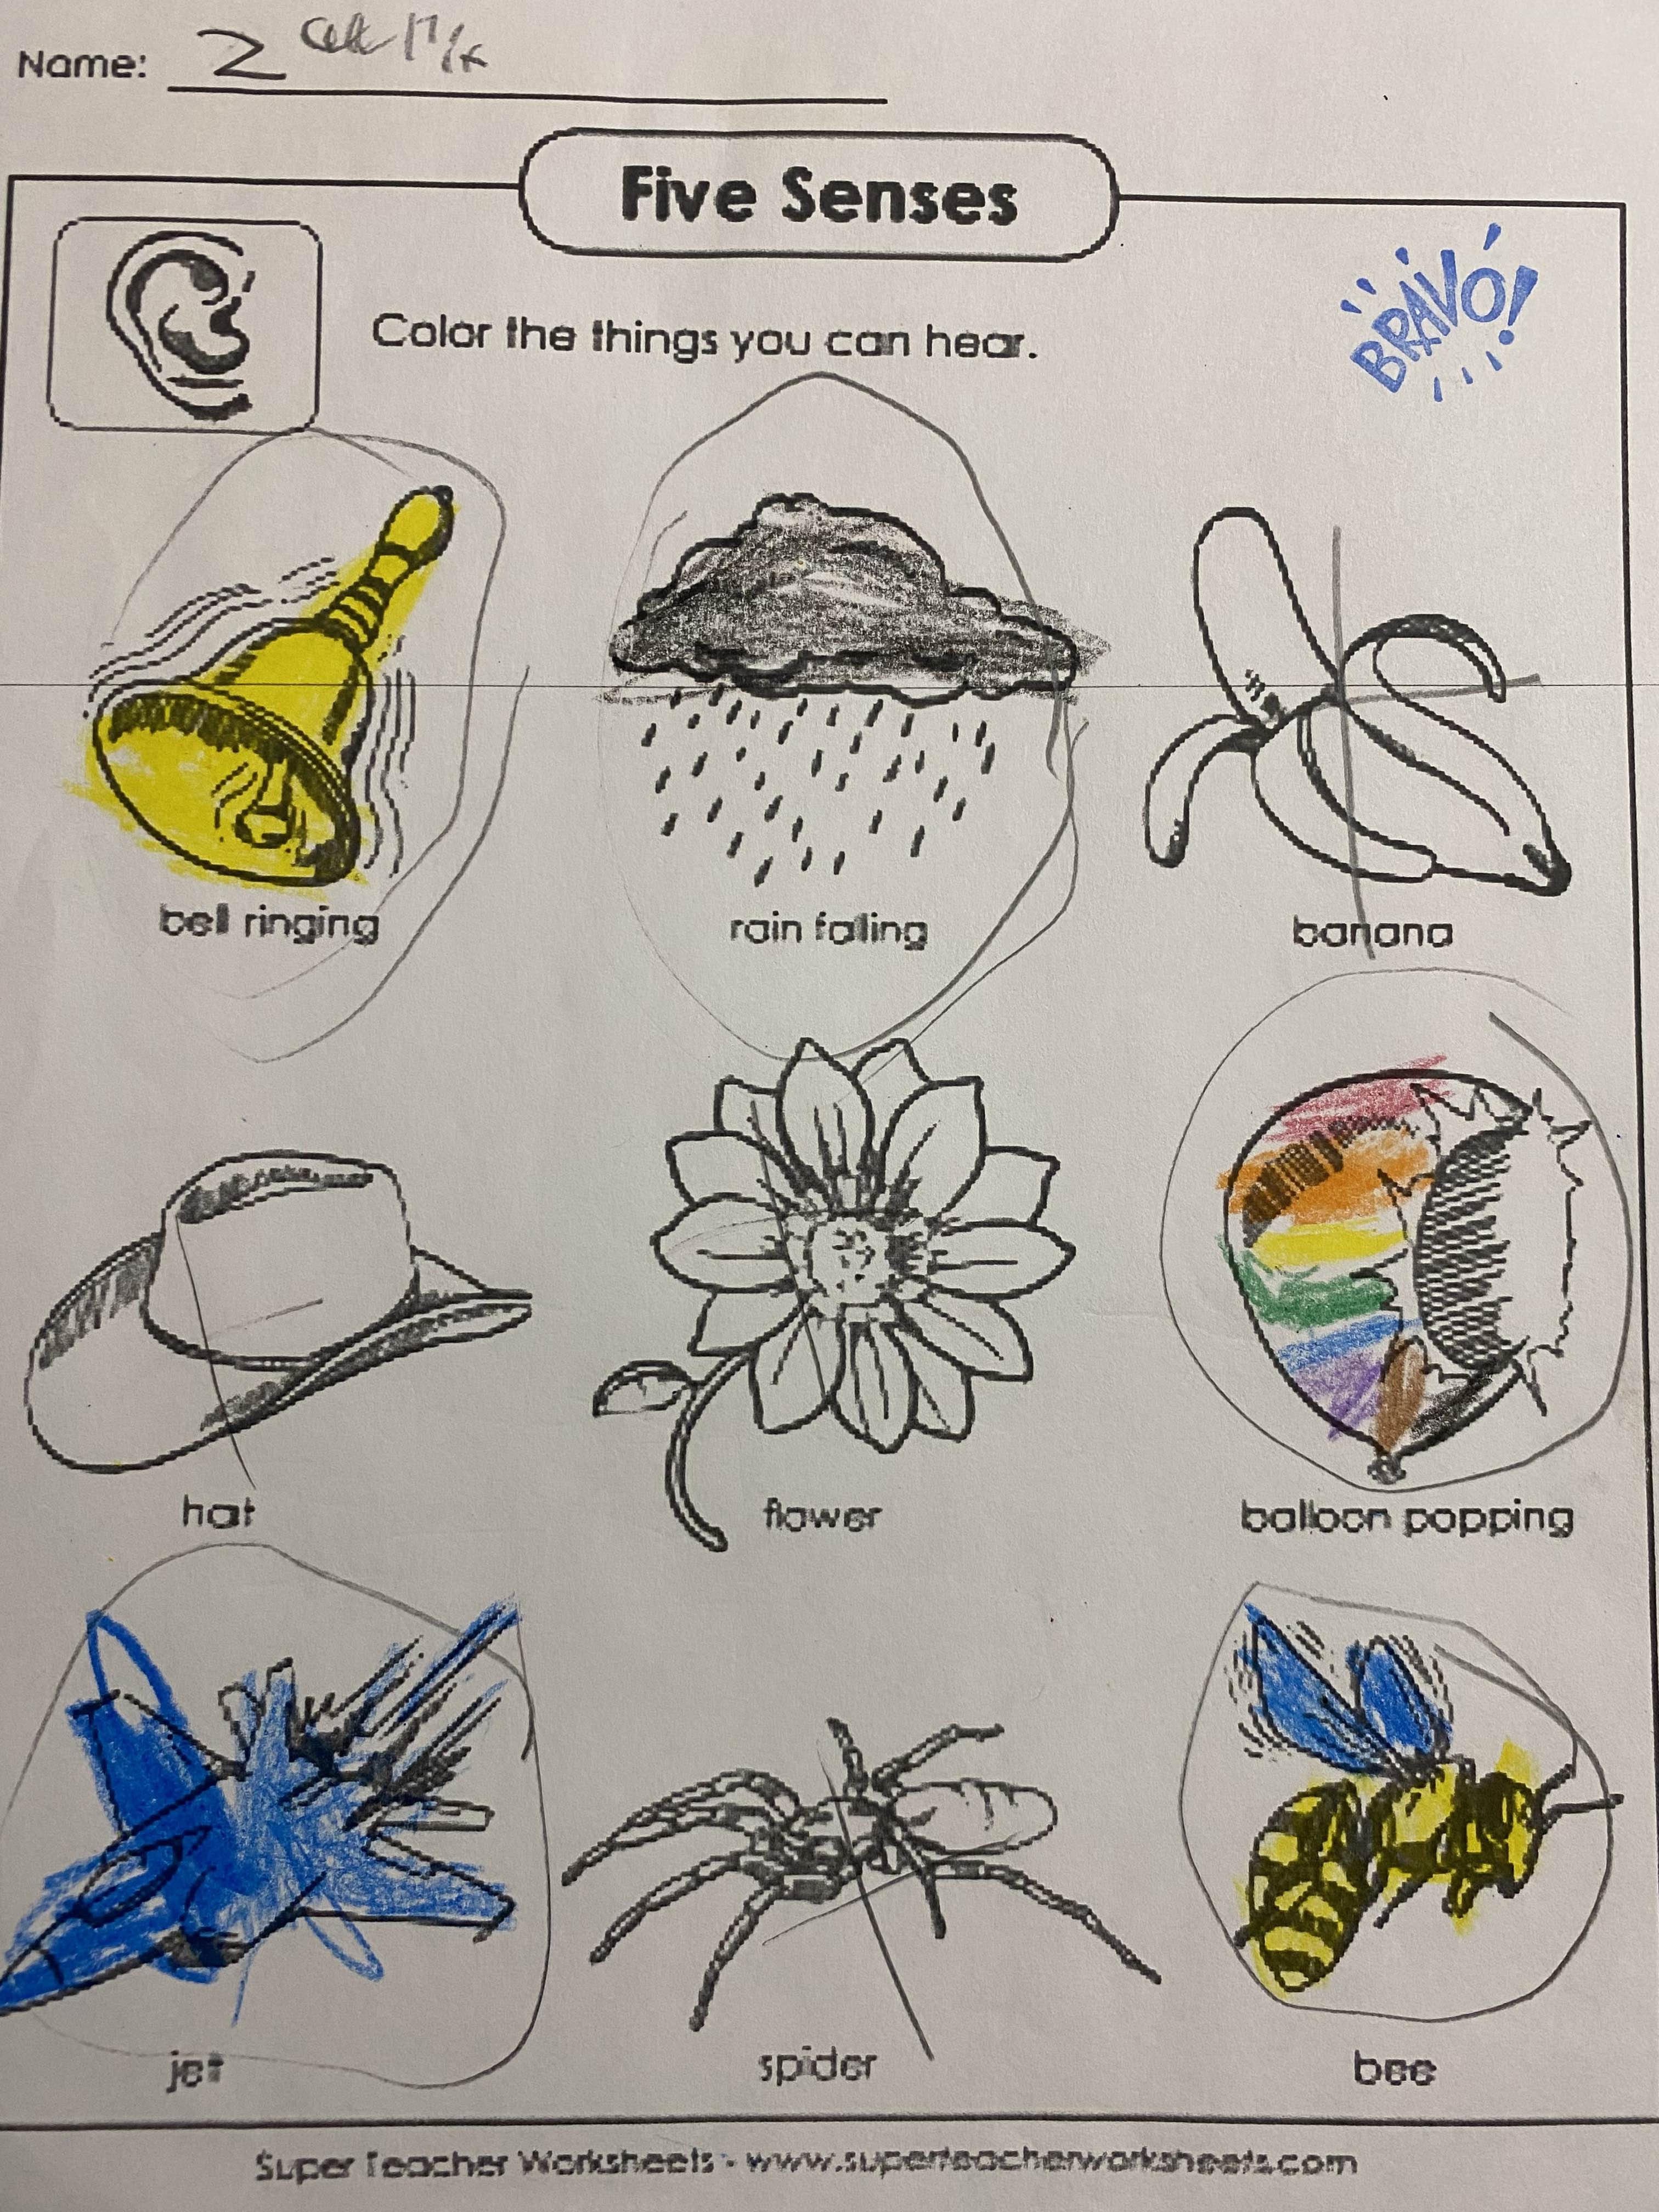 Name: Z
Five Senses
Color the things you can hear.
BRAVO!
bell ringing
rain falling
banana
hat
flower
balloon popping
jet
spider
bee
Super Teacher Worksheets - www.superteacherworksheets.com